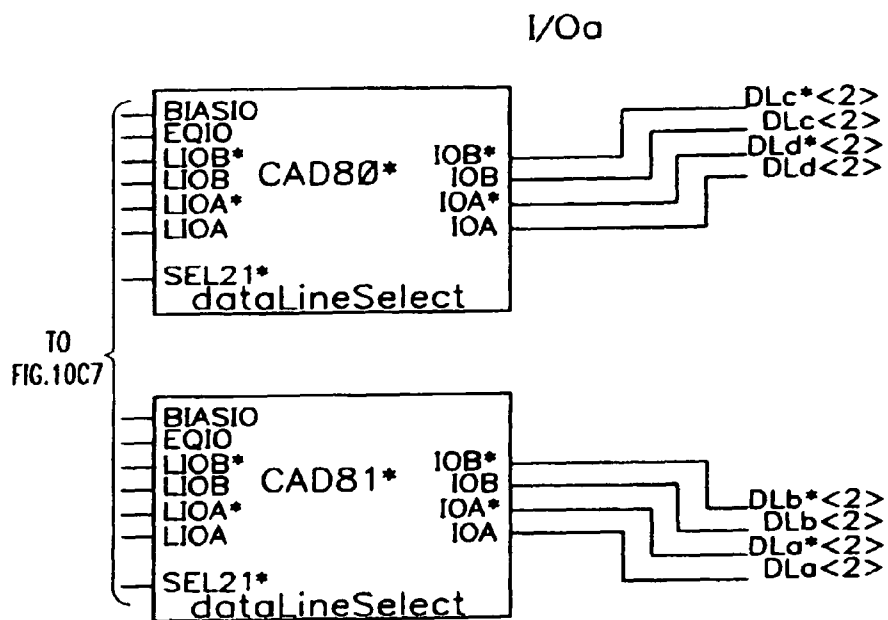 I/Oa
BIASIO
EQIO
LIOB*
LIOB
LIOA*
LIOA
SEL21*
CAD80*
dataLineSelect
IOB*
IOB
IOA*
IOA
DLc*<2>
DLc<2>
DLd*<2>
DLd<2>
TO
FIG.10C7
BIASIO
EQIO
LIOB*
LIOB
LIOA*
LIOA
SEL21*
CAD81*
dataLineSelect
IOB*
IOB
IOA*
IOA
DLb*<2>
DLb<2>
DLa*<2>
DLa<2>